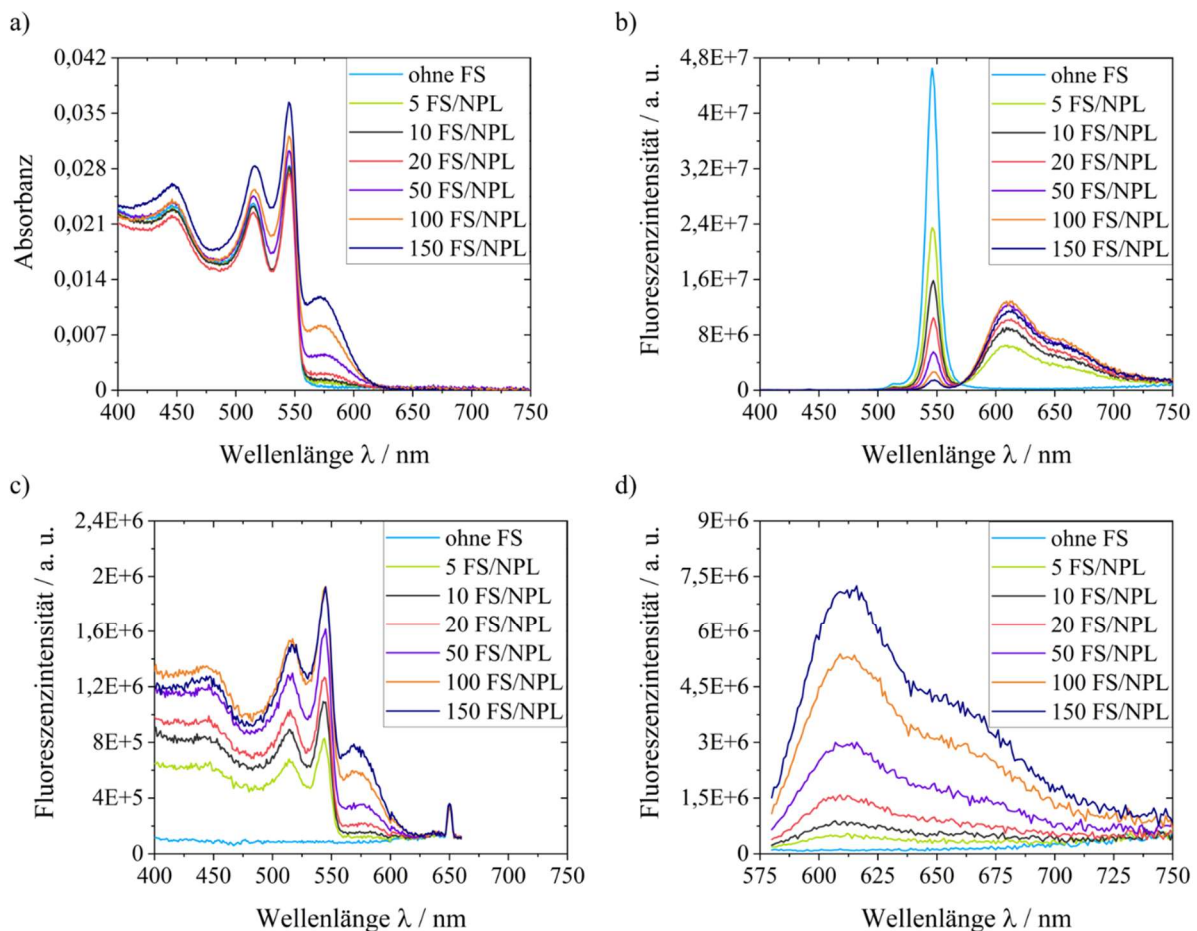 a)
0,042
0,035
0,028
0,021
0,014
0,007
0
Absorbanz
400 450 500 550 600 650 700 750
Wellenlänge λ / nm
ohne FS
5 FS/NPL
10 FS/NPL
20 FS/NPL
50 FS/NPL
100 FS/NPL
150 FS/NPL
b)
4,8E+7
4E+7
3,2E+7
2,4E+7
1,6E+7
8E+6
0
Fluoreszenzintensität / a. u.
400 450 500 550 600 650 700 750
Wellenlänge λ / nm
ohne FS
5 FS/NPL
10 FS/NPL
20 FS/NPL
50 FS/NPL
100 FS/NPL
150 FS/NPL
c)
2,4E+6
2E+6
1,6E+6
1,2E+6
8E+5
4E+5
0
Fluoreszenzintensität / a. u.
400 450 500 550 600 650 700 750
Wellenlänge λ / nm
ohne FS
5 FS/NPL
10 FS/NPL
20 FS/NPL
50 FS/NPL
100 FS/NPL
150 FS/NPL
d)
9E+6
7,5E+6
6E+6
4,5E+6
3E+6
1,5E+6
0
Fluoreszenzintensität / a. u.
575 600 625 650 675 700 725 750
Wellenlänge λ / nm
ohne FS
5 FS/NPL
10 FS/NPL
20 FS/NPL
50 FS/NPL
100 FS/NPL
150 FS/NPL